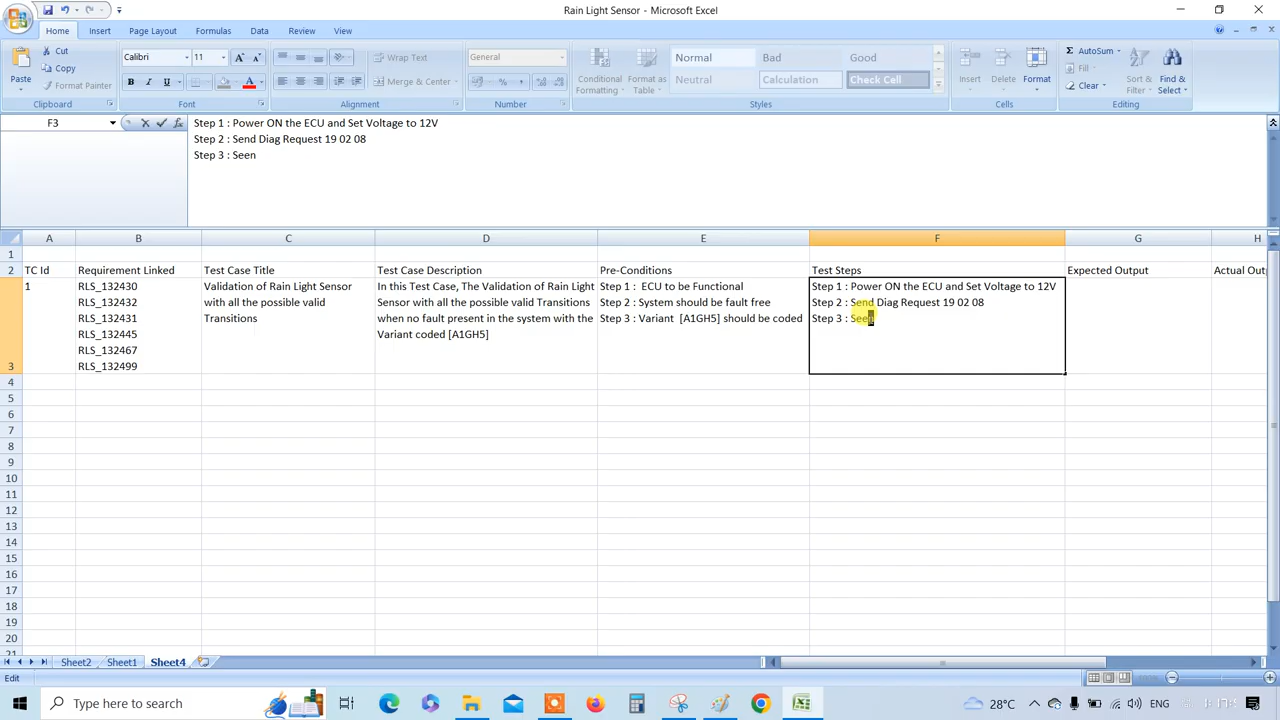 Rain Light Sensor - Microsoft Excel
Home Insert Page Layout Formulas Data Review View
Paste Cut Copy Format Painter Clipboard
Calibri 11 B I U Font
Wrap Text Merge & Center Alignment
General Number
Conditional Formatting Format as Table Normal Bad Good Neutral Calculation Check Cell Styles
Insert Delete Format Cells
AutoSum Fill Clear Sort & Filter Find & Select Editing
F3
Step 1 : Power ON the ECU and Set Voltage to 12V
Step 2 : Send Diag Request 19 02 08
Step 3 : Seen
A B C D E F G H
1
2 TC Id Requirement Linked Test Case Title Test Case Description Pre-Conditions Test Steps Expected Output Actual Outp
1 RLS_132430 Validation of Rain Light Sensor In this Test Case, The Validation of Rain Light Step 1 :  ECU to be Functional Step 1 : Power ON the ECU and Set Voltage to 12V
RLS_132432 with all the possible valid Sensor with all the possible valid Transitions Step 2 : System should be fault free Step 2 : Send Diag Request 19 02 08
RLS_132431 Transitions when no fault present in the system with the Step 3 : Variant  [A1GH5] should be coded Step 3 : Seen
RLS_132445 Variant coded [A1GH5]
RLS_132467
3 RLS_132499
4
5
6
7
8
9
10
11
12
13
14
15
16
17
18
19
20
21
Sheet2 Sheet1 Sheet4
Edit
Type here to search 28°C ENG